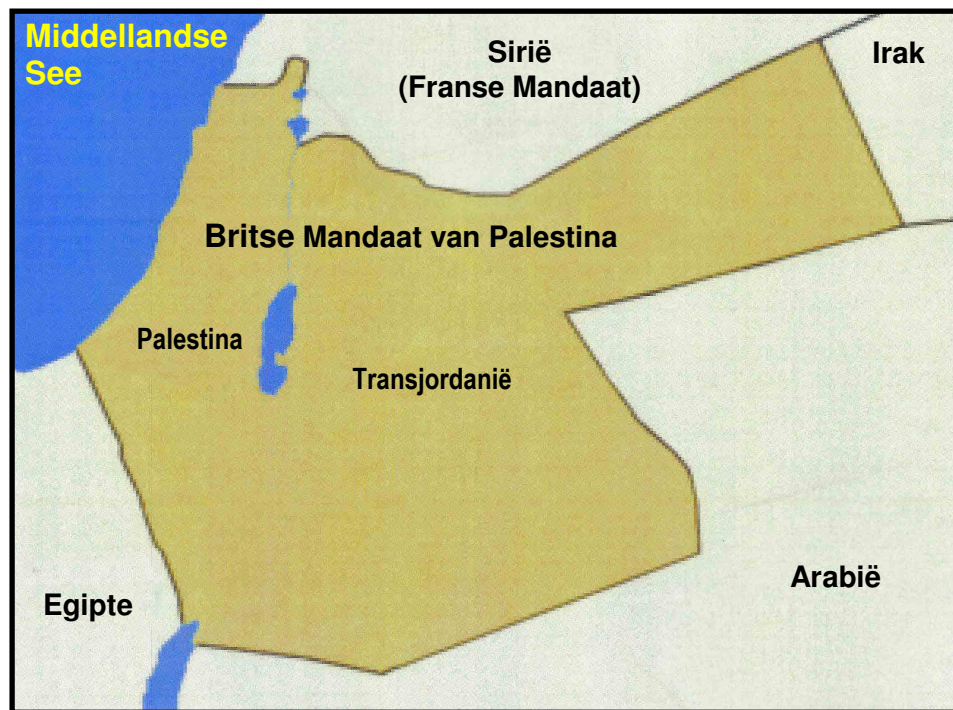 Middellandse
See
Sirië
(Franse Mandaat)
Irak
Britse Mandaat van Palestina
Palestina
Transjordanië
Arabië
Egipte